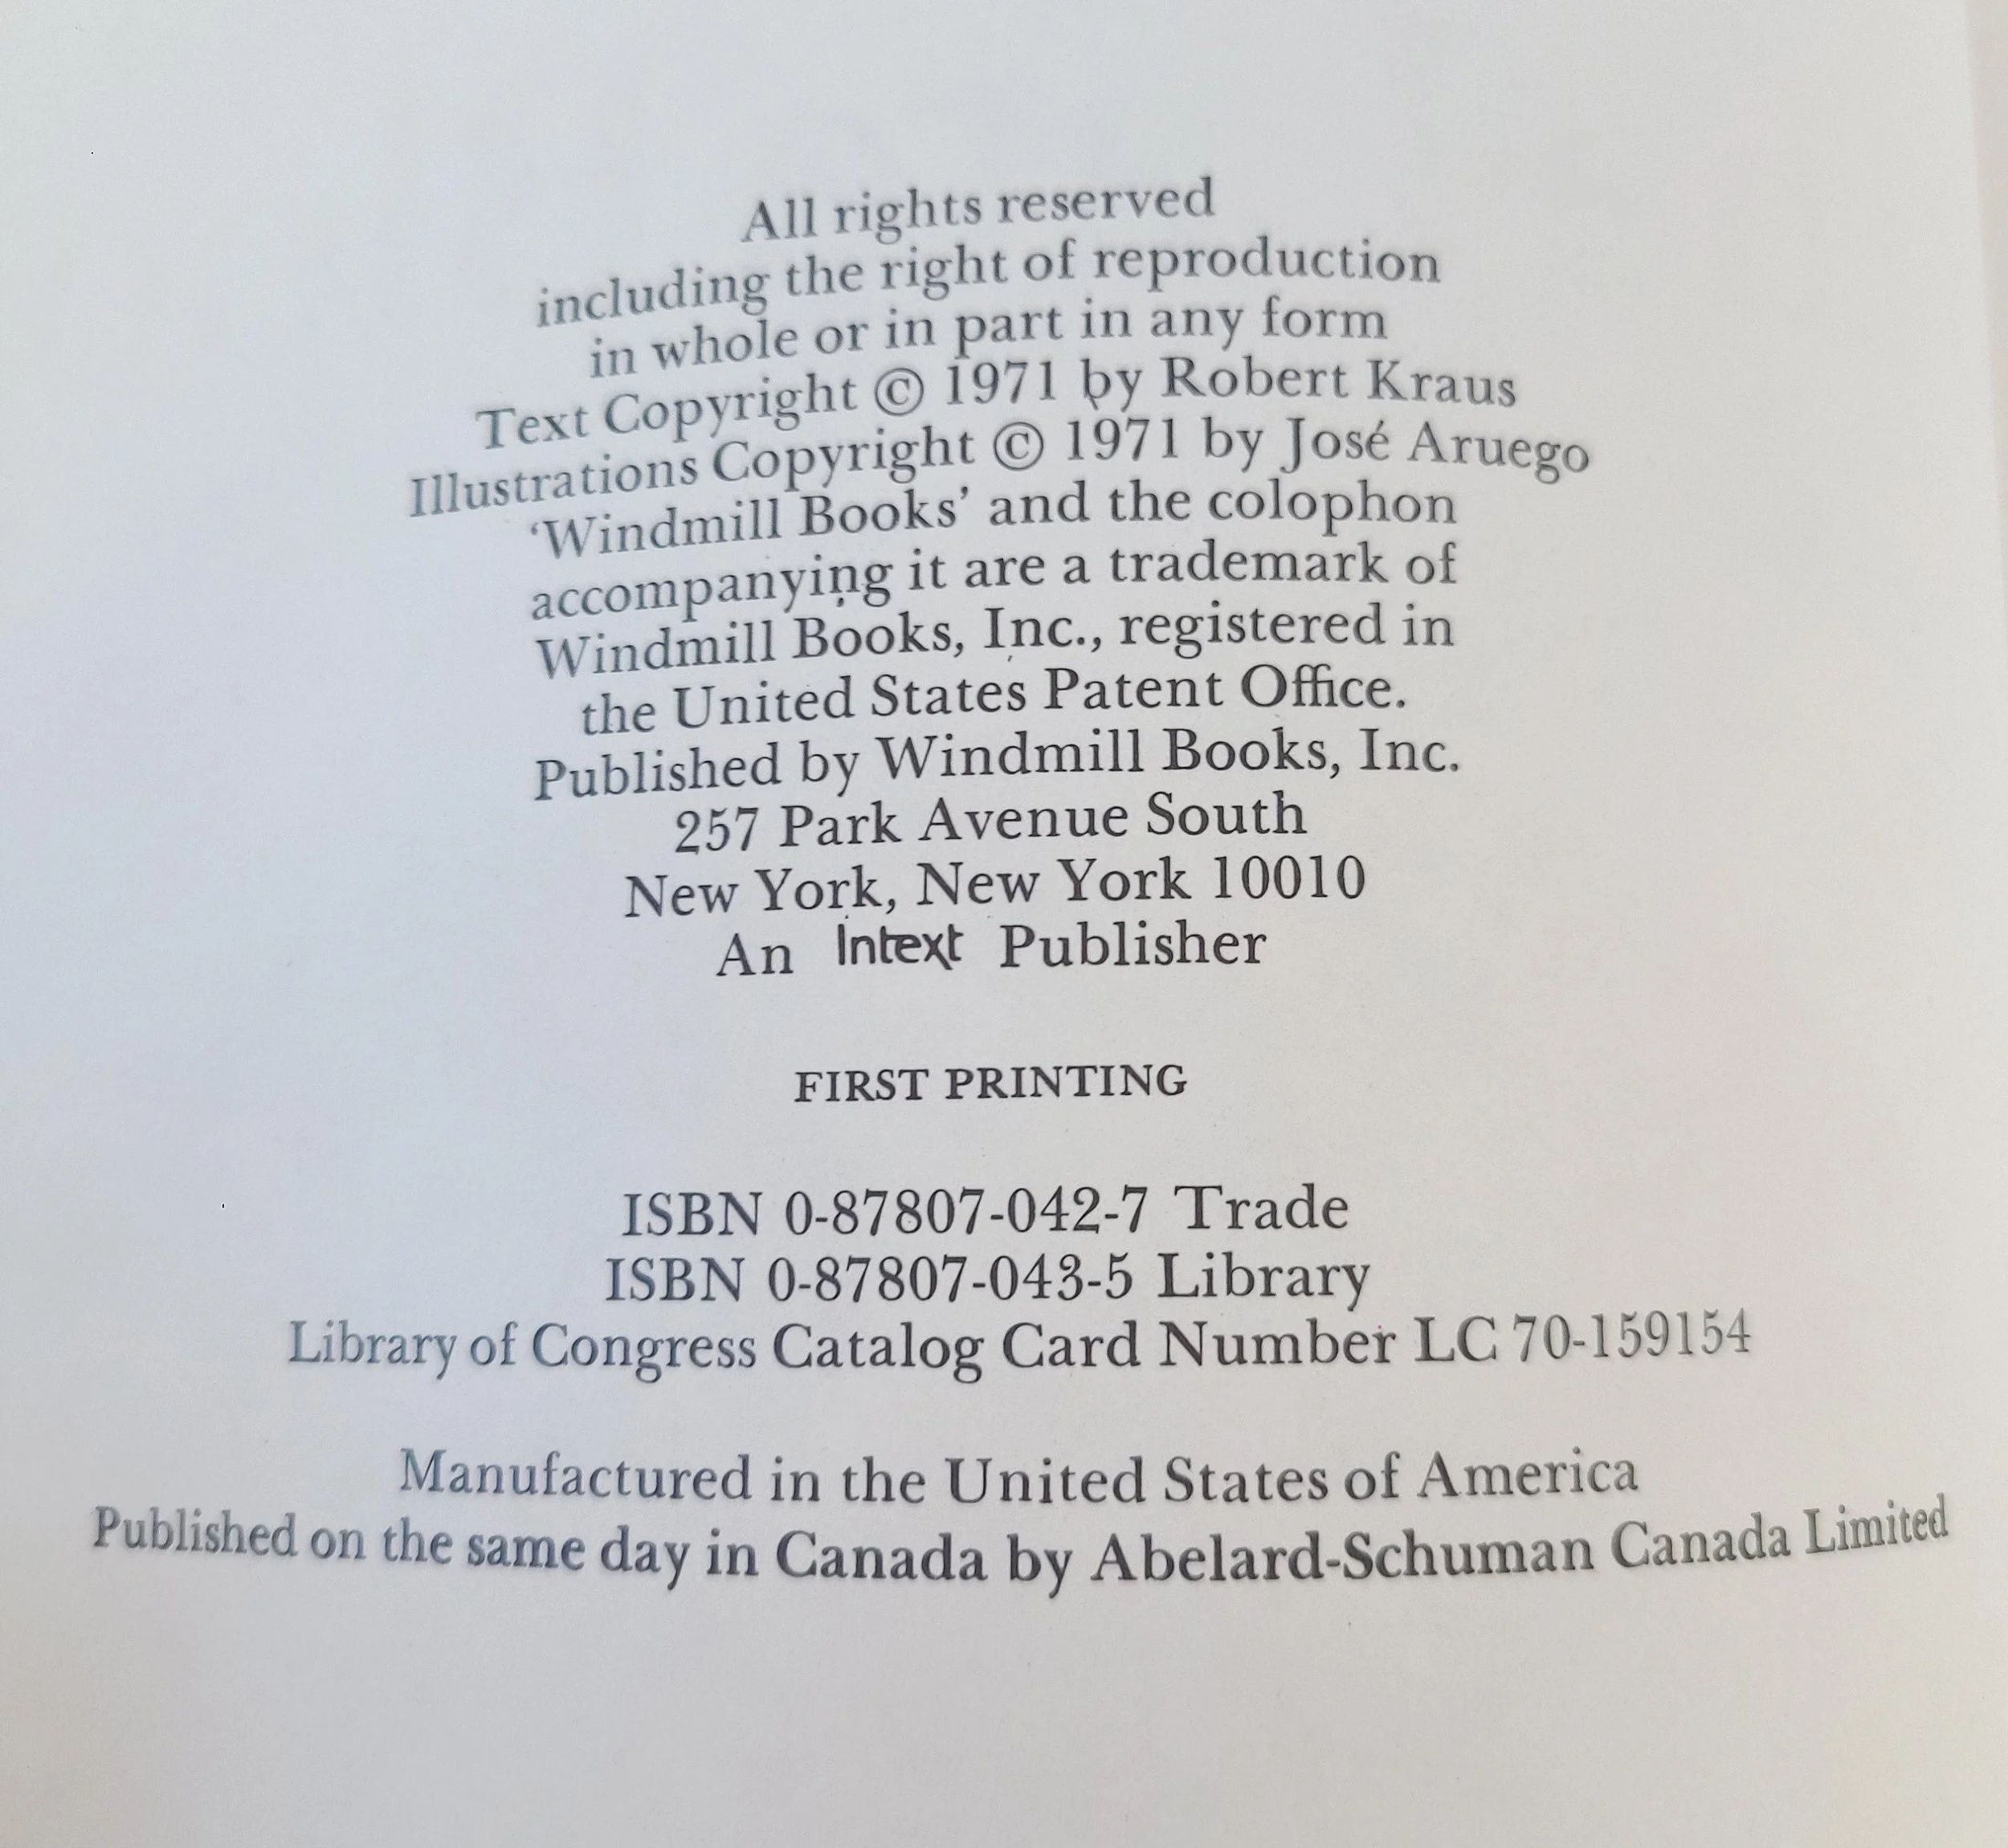 All rights reserved
including the right of reproduction
in whole or in part in any form
Text Copyright © 1971 by Robert Kraus
Illustrations Copyright © 1971 by José Aruego
‘Windmill Books’ and the colophon
accompanying it are a trademark of
Windmill Books, Inc., registered in
the United States Patent Office.
Published by Windmill Books, Inc.
257 Park Avenue South
New York, New York 10010
An Intext Publisher
FIRST PRINTING
ISBN 0-87807-042-7 Trade
ISBN 0-87807-043-5 Library
Library of Congress Catalog Card Number LC 70-159154
Manufactured in the United States of America
Published on the same day in Canada by Abelard-Schuman Canada Limited